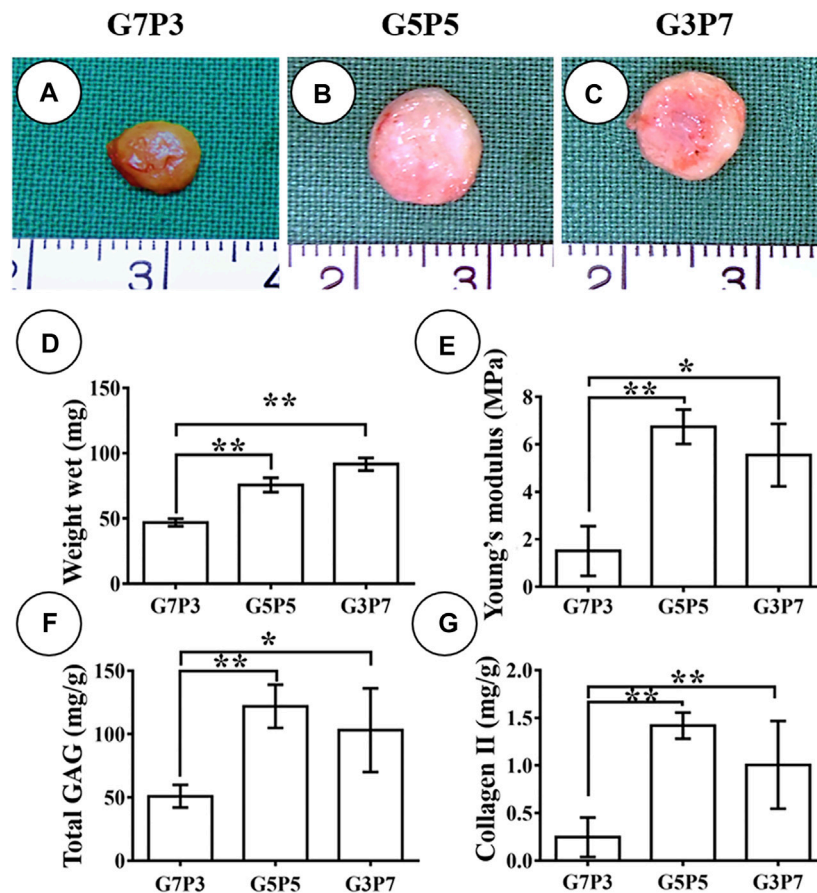 G7P3 G5P5 G3P7
A B C
3 2 3 2 3
D E
Weight wet (mg)
150
100
50
0
** **
G7P3 G5P5 G3P7
Young's modulus (MPa)
8
6
4
2
0
** *
G7P3 G5P5 G3P7
F G
Total GAG (mg/g)
150
100
50
0
** *
G7P3 G5P5 G3P7
Collagen II (mg/g)
2.0
1.5
1.0
0.5
0.0
** **
G7P3 G5P5 G3P7